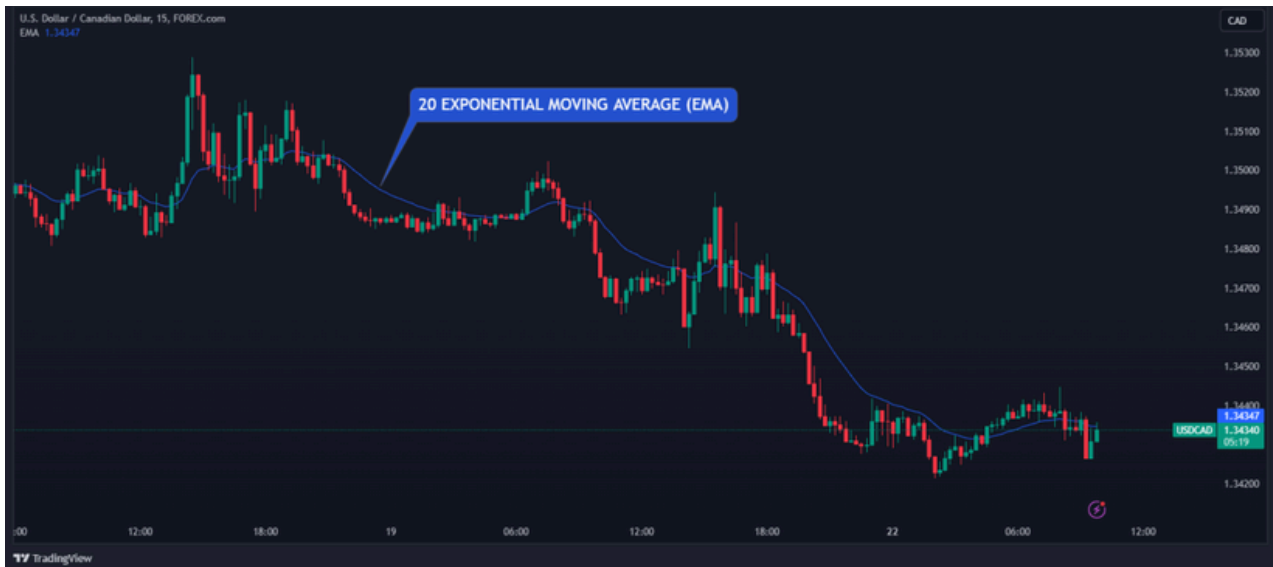 U.S. Dollar / Canadian Dollar, 15, FOREX.com
EMA 1.34347
CAD
20 EXPONENTIAL MOVING AVERAGE (EMA)
1.35300
1.35200
1.35100
1.35000
1.34900
1.34800
1.34700
1.34600
1.34500
1.34400
1.34347
USDCAD 1.34340
05:19
1.34200
:00 12:00 18:00 19 06:00 12:00 18:00 22 06:00 12:00
TradingView